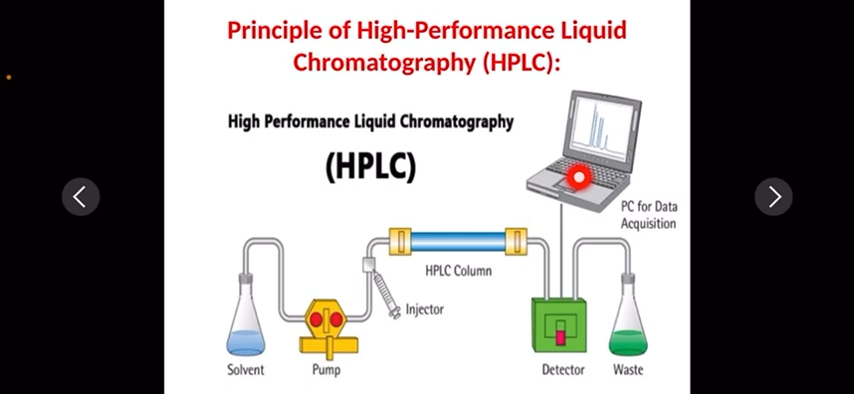 Principle of High-Performance Liquid
Chromatography (HPLC):
High Performance Liquid Chromatography
(HPLC)
PC for Data
Acquisition
HPLC Column
Injector
Solvent
Pump
Detector
Waste